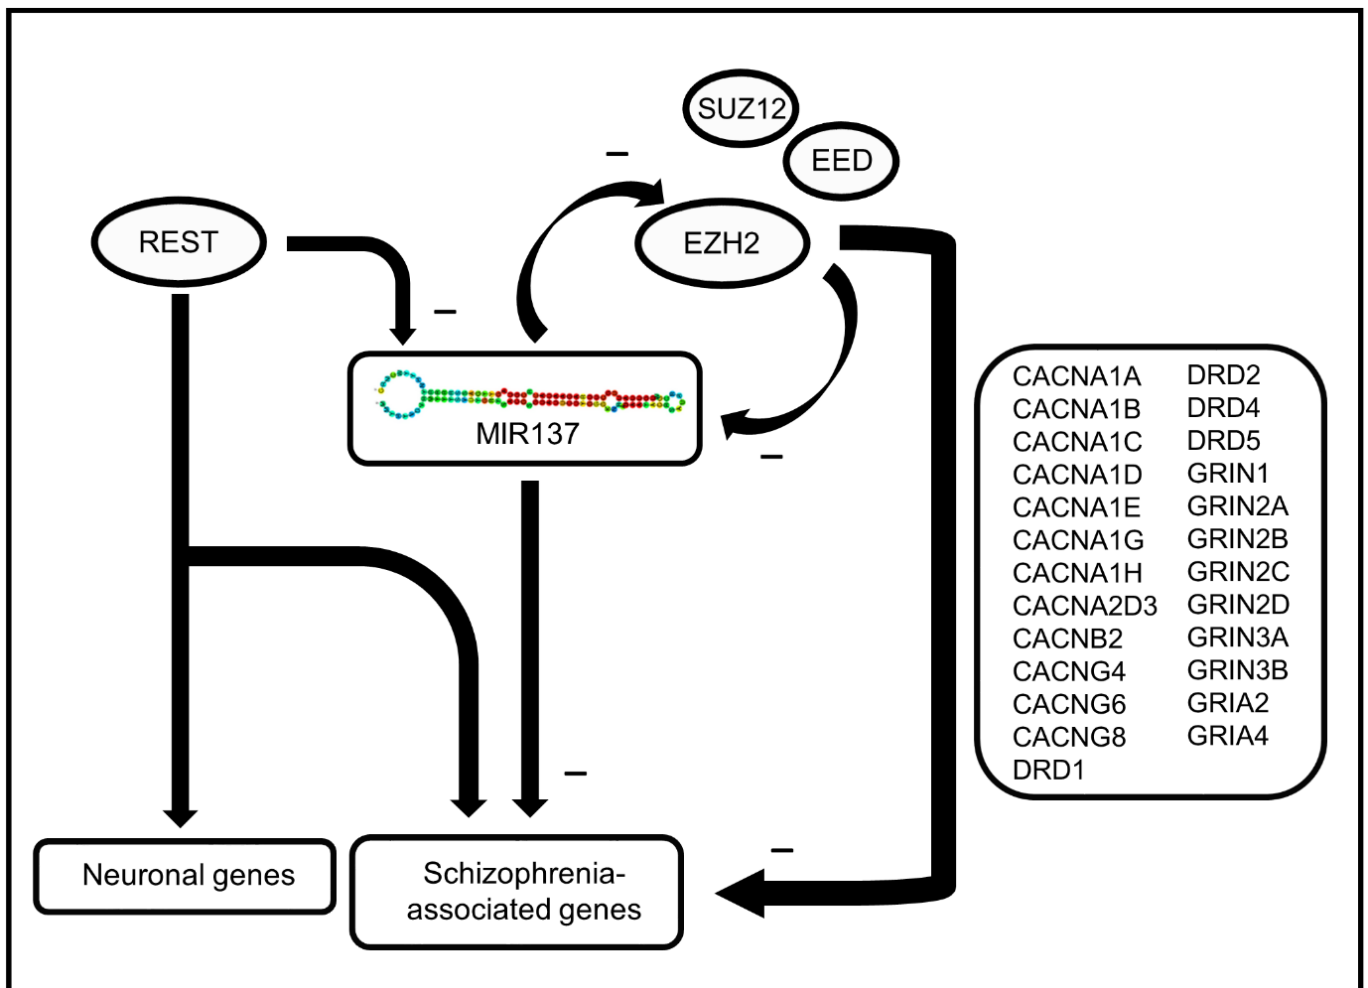 SUZ12
EED
–
REST
EZH2
–
MIR137
–
CACNA1A DRD2
CACNA1B DRD4
CACNA1C DRD5
CACNA1D GRIN1
CACNA1E GRIN2A
CACNA1G GRIN2B
CACNA1H GRIN2C
CACNA2D3 GRIN2D
CACNB2 GRIN3A
CACNG4 GRIN3B
CACNG6 GRIA2
CACNG8 GRIA4
DRD1
–
–
Neuronal genes
Schizophrenia-
associated genes